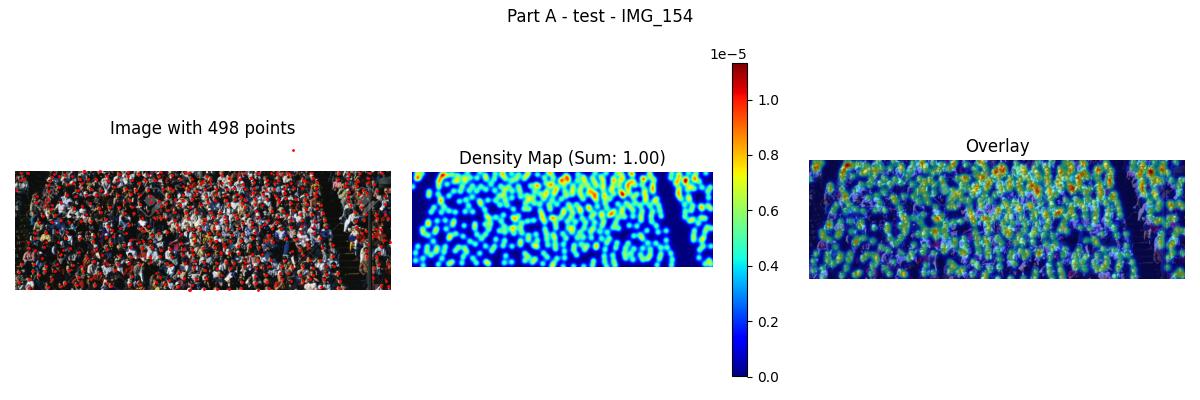 Part A - test - IMG_154
Image with 498 points
Density Map (Sum: 1.00)
1e−5
1.0
0.8
0.6
0.4
0.2
0.0
Overlay